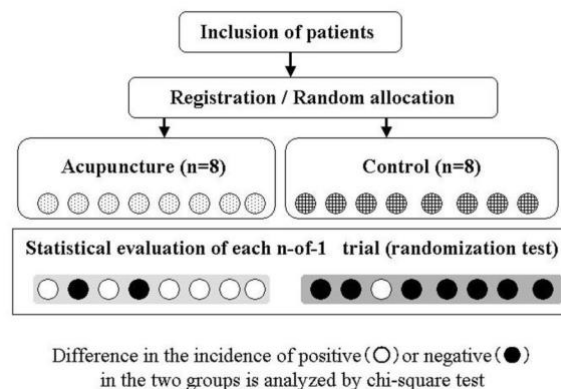 Inclusion of patients
Registration / Random allocation
Acupuncture (n=8)
Control (n=8)
Statistical evaluation of each n-of-1 trial (randomization test)
Difference in the incidence of positive(○) or negative(●)
in the two groups is analyzed by chi-square test